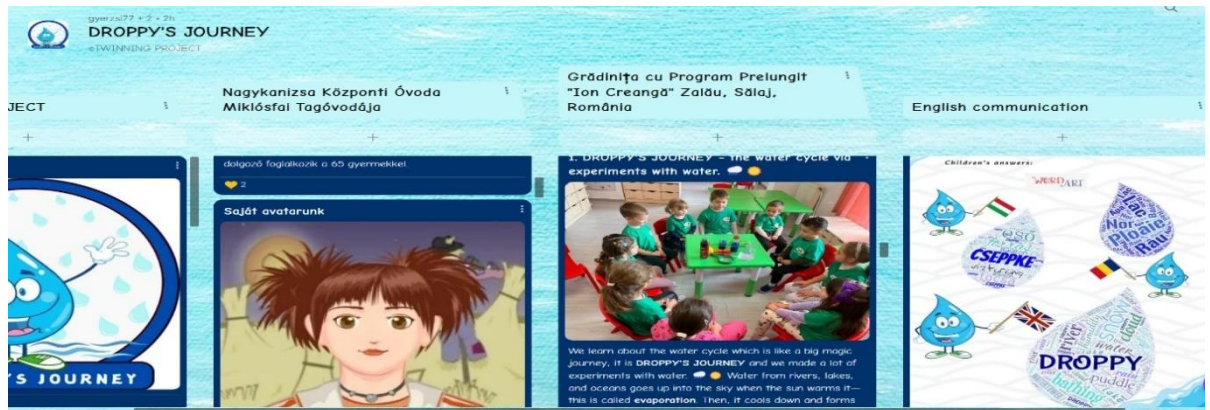 gyerzsi77 • 2 • 2h
DROPPY'S JOURNEY
eTWINNING PROJECT
JECT
Nagykanizsa Központi Óvoda
Miklósfai Tagóvodája
dolgozó foglalkozik a 65 gyermekkel.
2
Saját avatarunk
Grădinița cu Program Prelungit
"Ion Creangă" Zalău, Sălaj,
România
1. DROPPY'S JOURNEY – the water cycle via
experiments with water.
We learn about the water cycle which is like a big magic
journey, it is DROPPY'S JOURNEY and we made a lot of
experiments with water. Water from rivers, lakes,
and oceans goes up into the sky when the sun warms it—
this is called evaporation. Then, it cools down and forms
English communication
Children's answers:
WORD ART
CSEPPKE
Lac
Nor
Ploaie
Rau
river
water
snow
cloud
DROPPY
puddle
bathing
'S JOURNEY